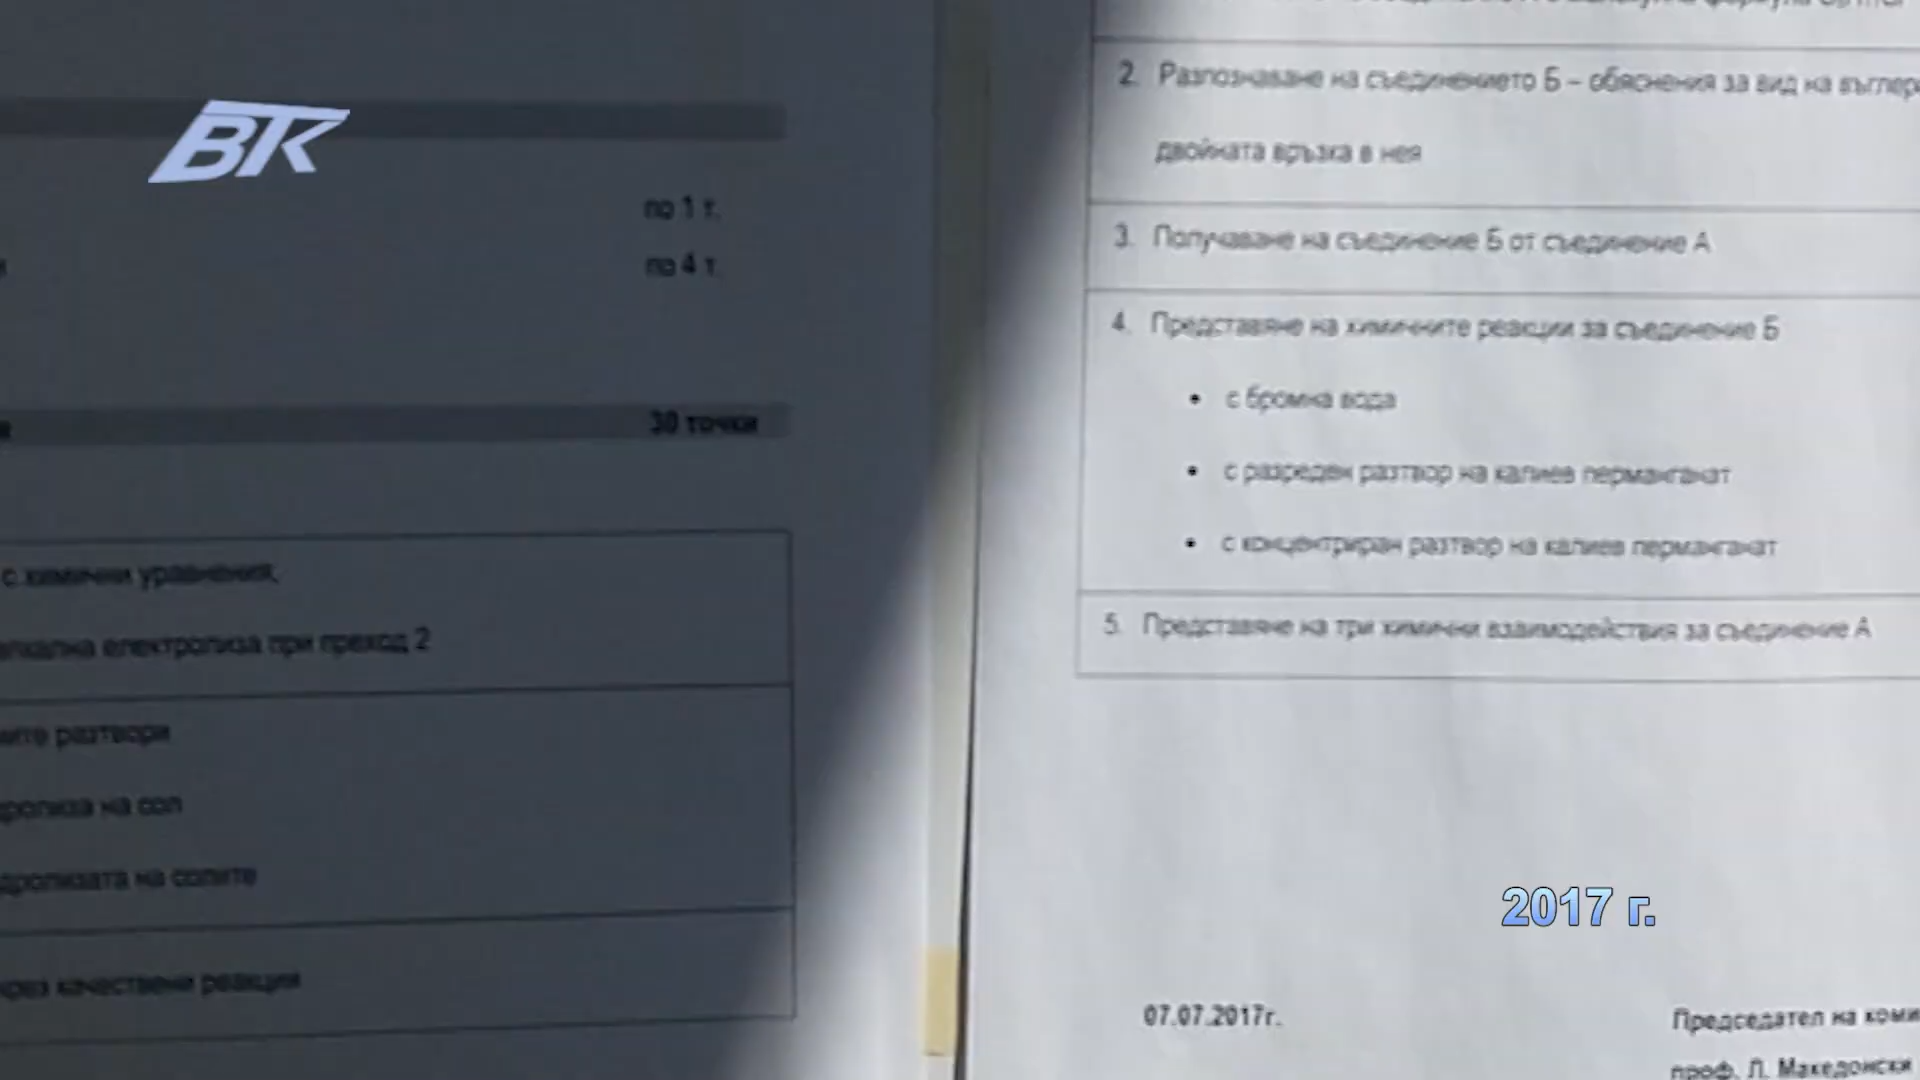 ВТК
по 1 т.
по 4 т.
30 точки
с химични уравнения;
електролиза при преход 2
разтвори
на сол
на солите
чрез качествени реакции
2. Разпознаване на съединението Б – обяснения за вид на
двойната връзка в нея
3. Получаване на съединение Б от съединение А
4. Представяне на химичните реакции за съединение Б
• с бромна вода
• с разреден разтвор на калиев перманганат
• с концентриран разтвор на калиев перманганат
5. Представяне на три химични взаимодействия за съединение А
2017 г.
07.07.2017г.
Председател на
проф. Л. Македонски